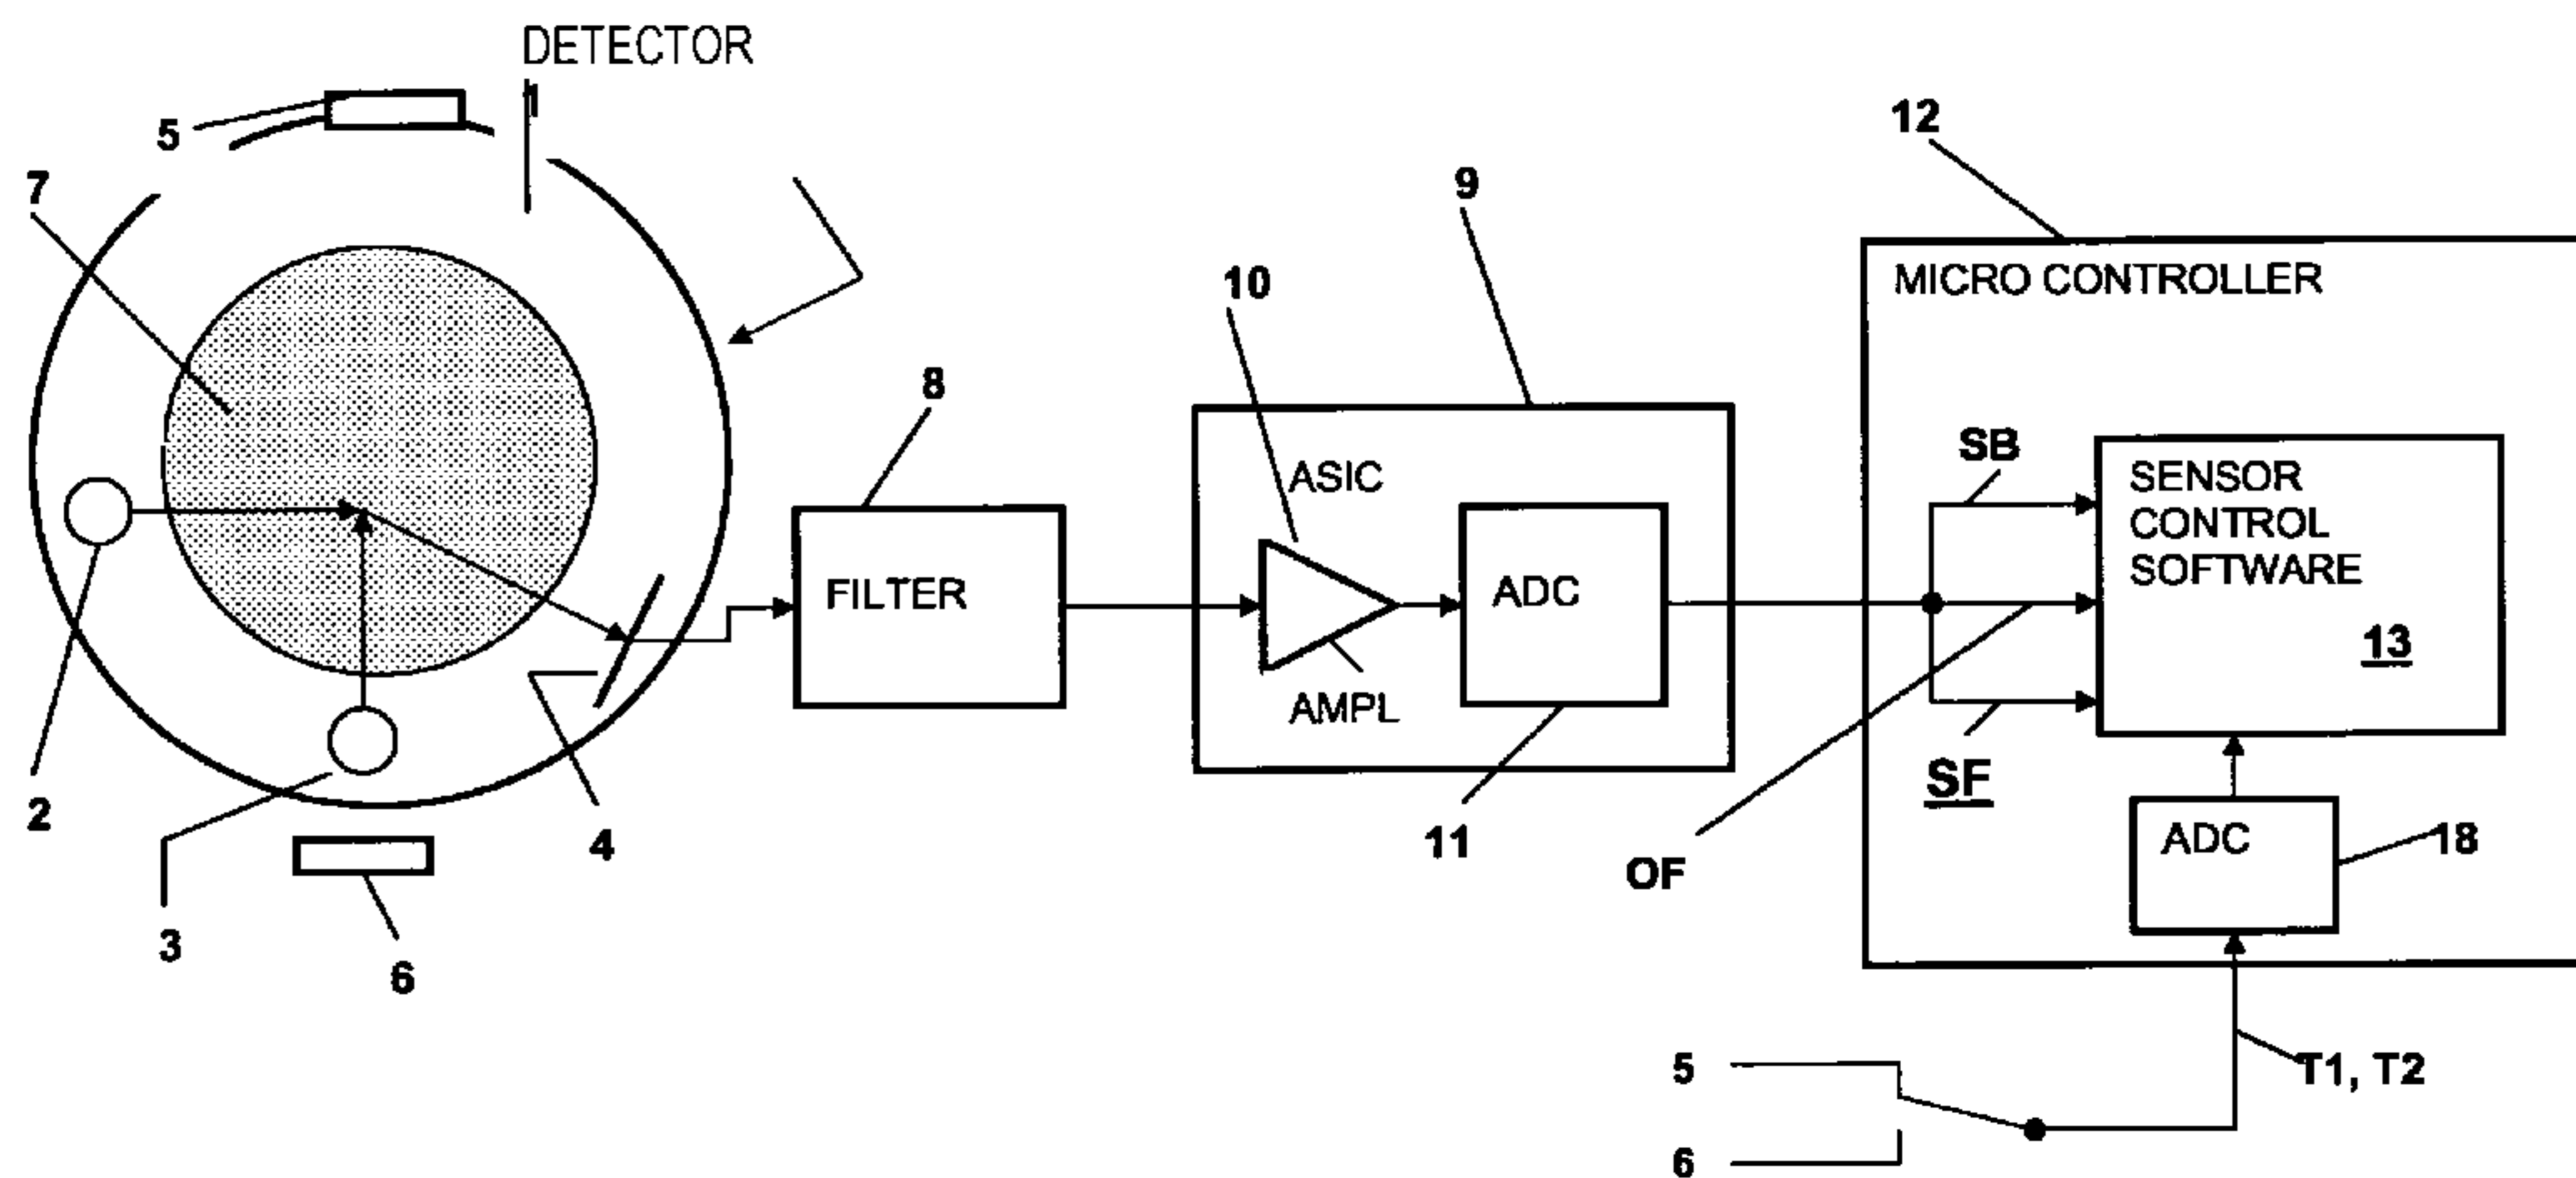 DETECTOR
1
5
7
2
3
4
6
8
FILTER
9
10
ASIC
AMPL
ADC
11
12
MICRO CONTROLLER
SB
OF
SF
SENSOR
CONTROL
SOFTWARE
13
ADC
18
T1, T2
5
6